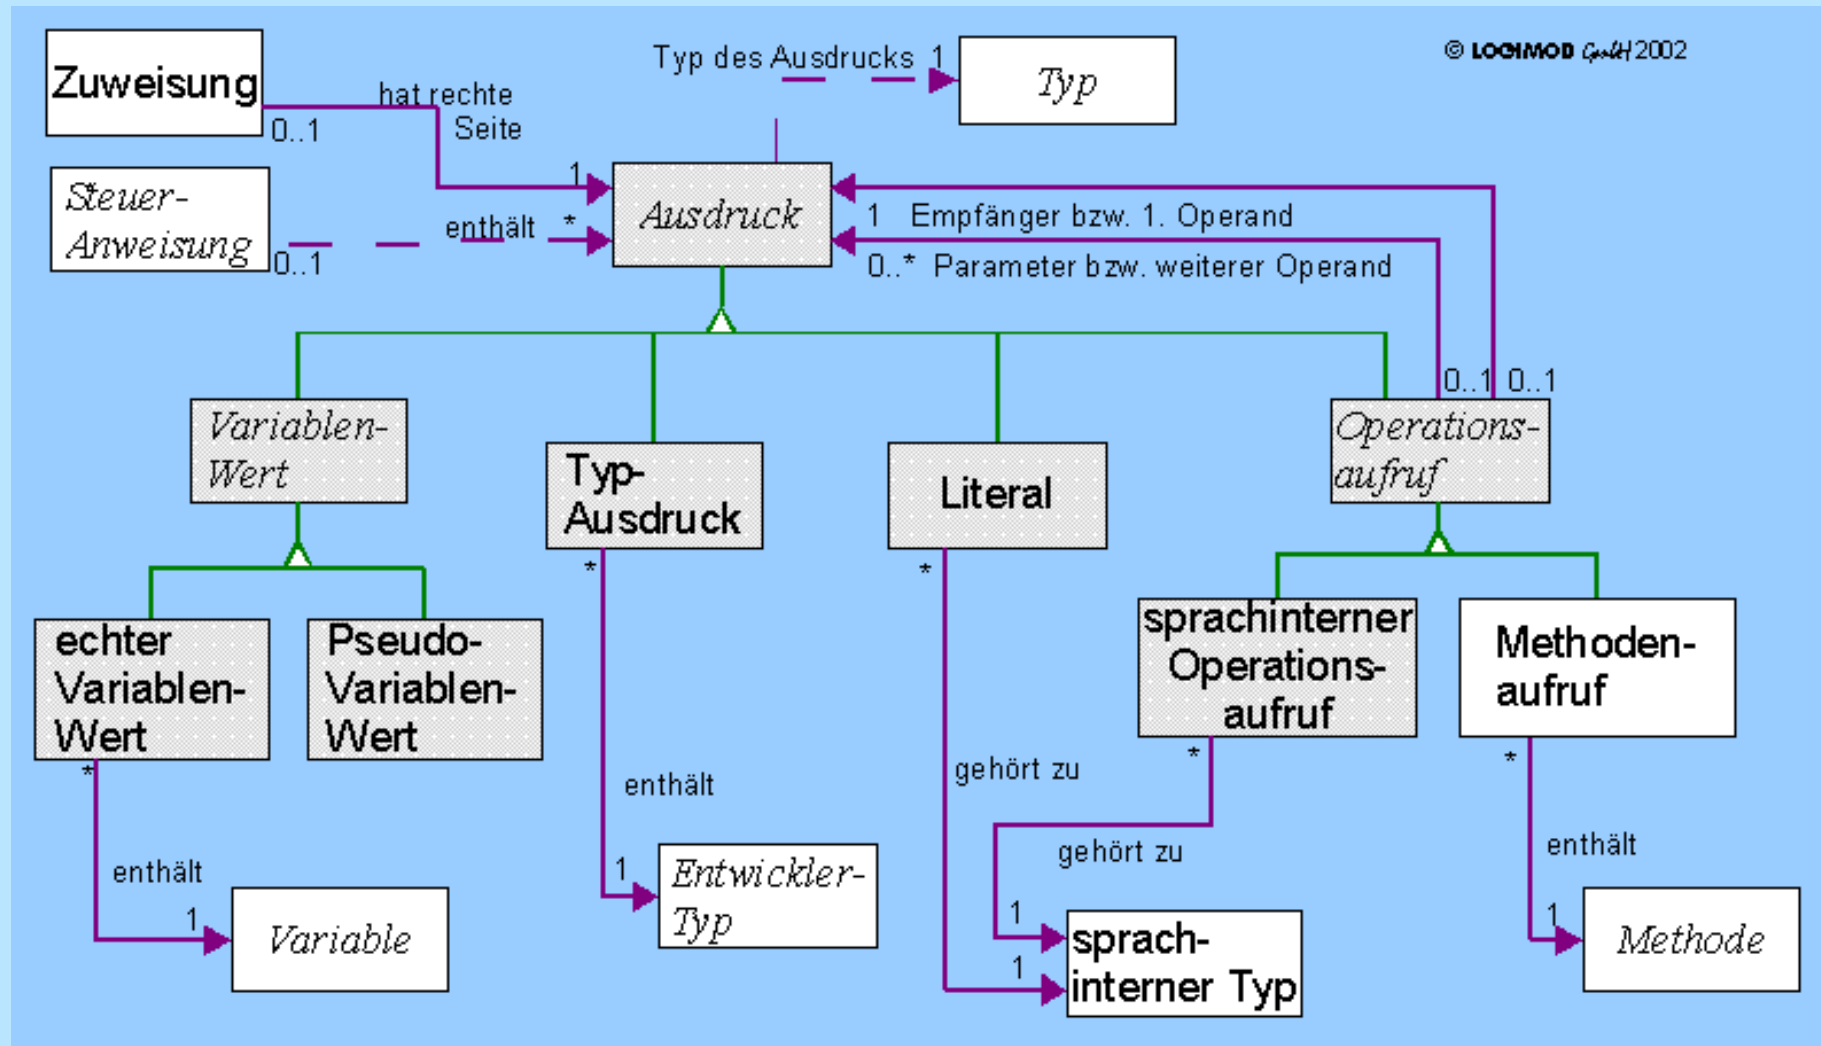 Zuweisung
hat rechte
Seite
0..1
1
Typ des Ausdrucks 1
Typ
© LOGIMOD GmbH 2002
Steuer-
Anweisung
0..1
enthält *
Ausdruck
1 Empfänger bzw. 1. Operand
0..* Parameter bzw. weiterer Operand
0..1 0..1
Variablen-
Wert
Typ-
Ausdruck
*
Literal
*
Operations-
aufruf
echter
Variablen-
Wert
*
Pseudo-
Variablen-
Wert
sprachinterner
Operations-
aufruf
*
Methoden-
aufruf
*
enthält
1
Variable
enthält
1
Entwickler-
Typ
gehört zu
gehört zu
1
1
sprach-
interner Typ
enthält
1
Methode